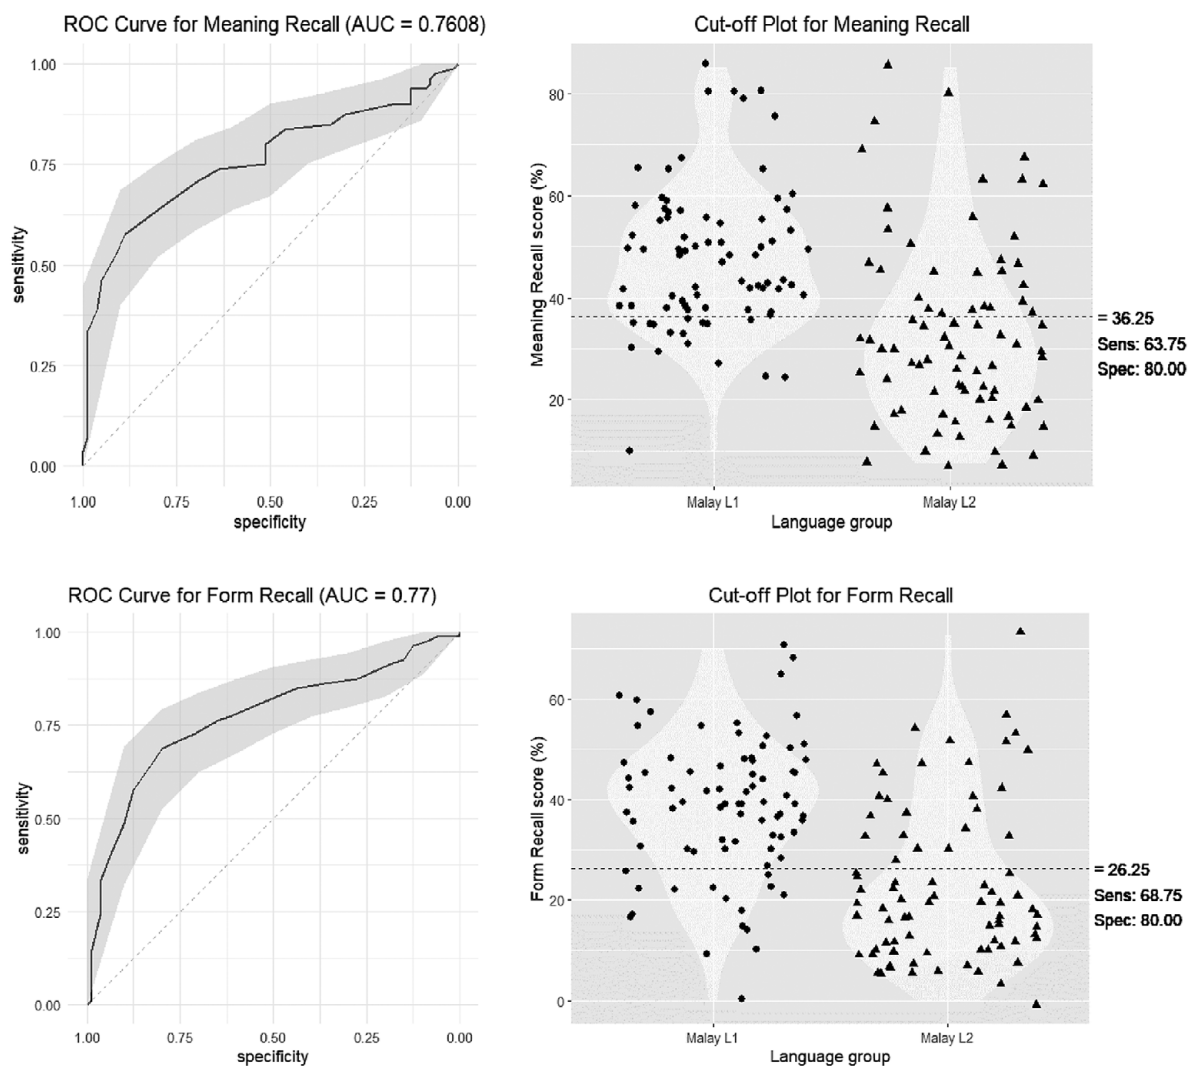 ROC Curve for Meaning Recall (AUC = 0.7608)
1.00
0.75
0.50
0.25
0.00
sensitivity
1.00 0.75 0.50 0.25 0.00
specificity
Cut-off Plot for Meaning Recall
80
60
40
20
Meaning Recall score (%)
= 36.25
Sens: 63.75
Spec: 80.00
Malay L1 Malay L2
Language group
ROC Curve for Form Recall (AUC = 0.77)
1.00
0.75
0.50
0.25
0.00
sensitivity
1.00 0.75 0.50 0.25 0.00
specificity
Cut-off Plot for Form Recall
60
40
20
0
Form Recall score (%)
= 26.25
Sens: 68.75
Spec: 80.00
Malay L1 Malay L2
Language group